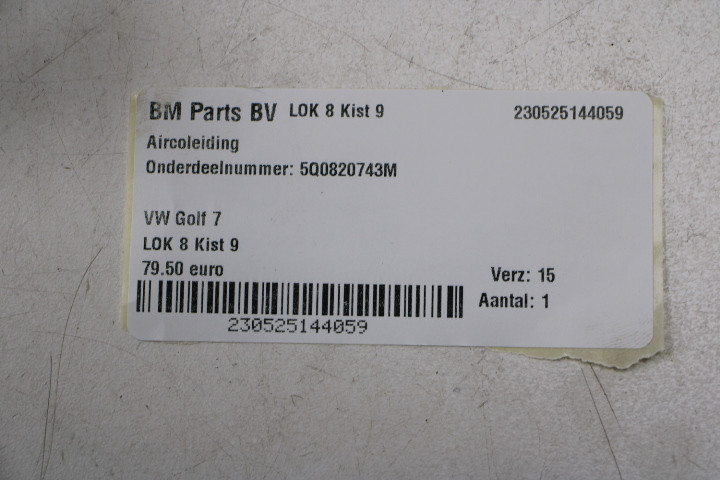 BM Parts BV LOK 8 Kist 9 230525144059
Aircoleiding
Onderdeelnummer: 5Q0820743M
VW Golf 7
LOK 8 Kist 9
79.50 euro Verz: 15
Aantal: 1
230525144059